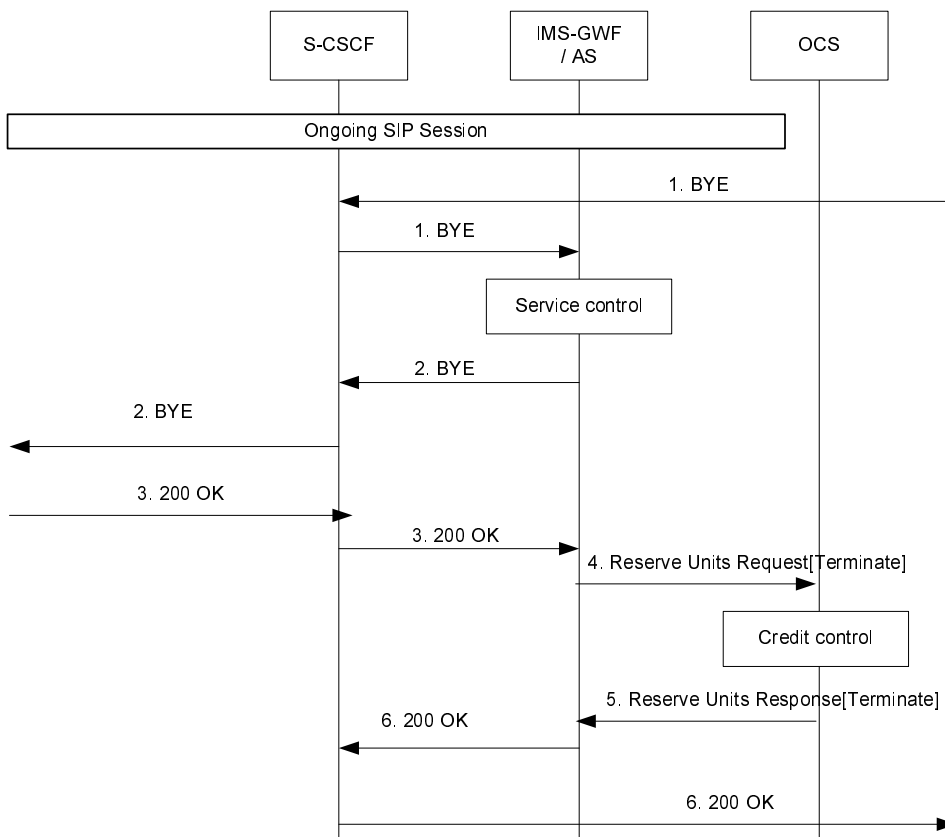 S-CSCF
IMS-GWF
/ AS
OCS
Ongoing SIP Session
1. BYE
1. BYE
Service control
2. BYE
2. BYE
3. 200 OK
3. 200 OK
4. Reserve Units Request[Terminate]
Credit control
5. Reserve Units Response[Terminate]
6. 200 OK
6. 200 OK